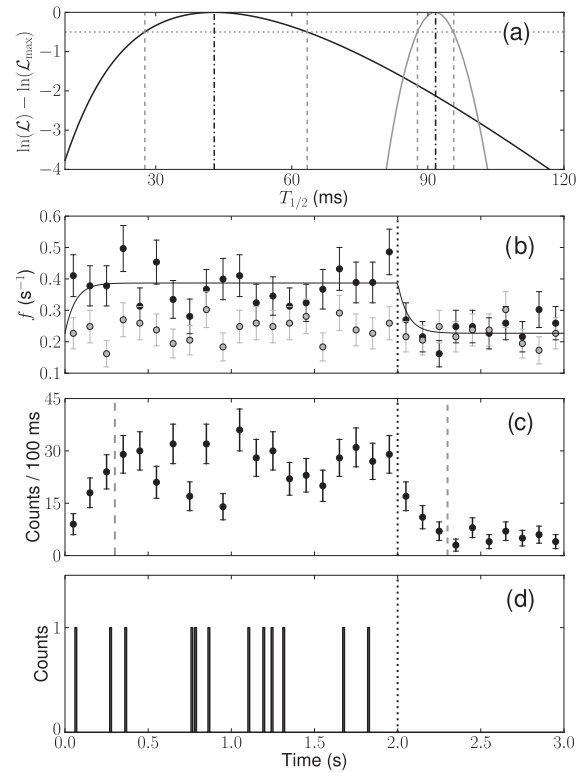 (a)
0
−1
−2
−3
−4
ln(ℒ) − ln(ℒmax)
30
60
90
120
T1/2 (ms)
(b)
0.6
0.5
0.4
0.3
0.2
0.1
f (s−1)
(c)
45
30
15
0
Counts / 100 ms
(d)
1
0
Counts
0.0
0.5
1.0
1.5
2.0
2.5
3.0
Time (s)